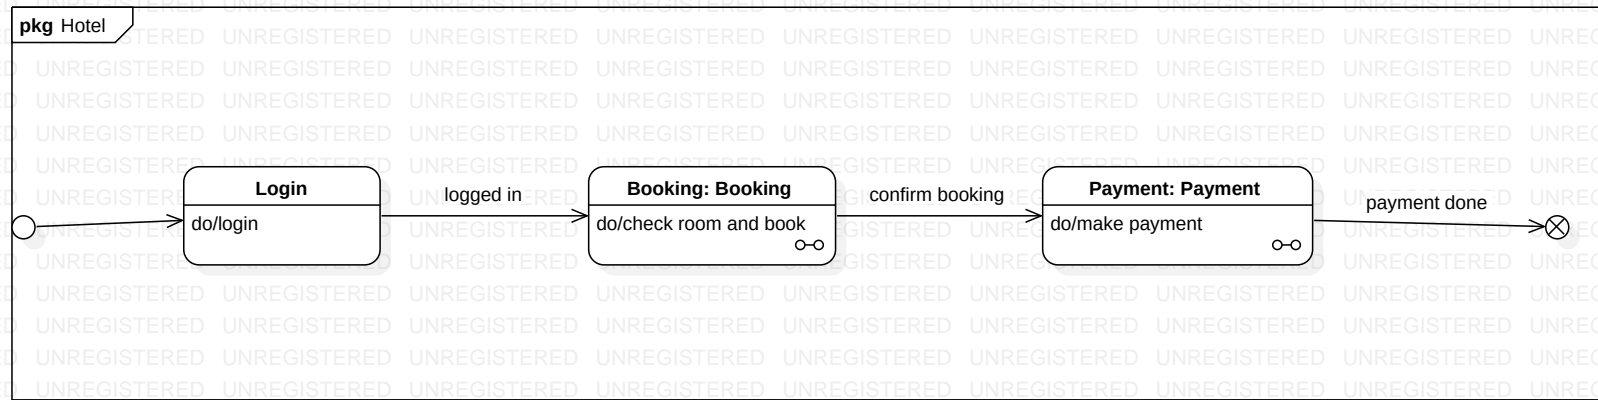 pkg Hotel
Login
do/login
logged in
Booking: Booking
do/check room and book
confirm booking
Payment: Payment
do/make payment
payment done
UNREGISTERED